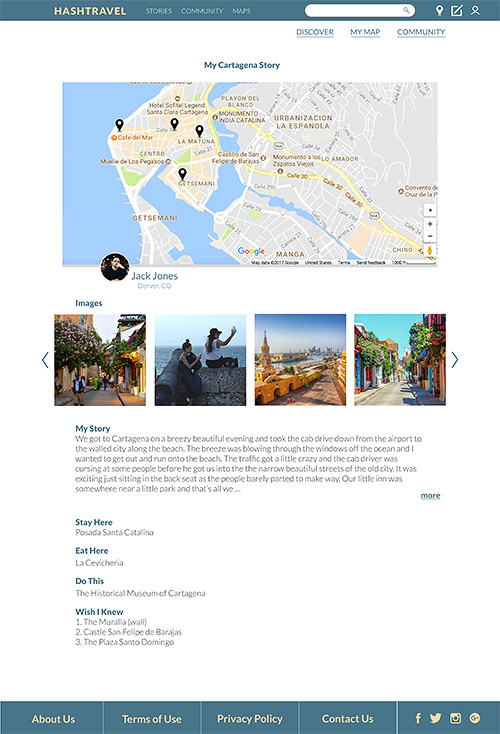 HASHTRAVEL STORIES COMMUNITY MAPS
DISCOVER MY MAP COMMUNITY
My Cartagena Story
PLAYON DEL
BLANCO
Hotel Sofitel Legend
Santa Clara Cartagena
MONUMENTO
INDIA CATALINA
URBANIZACION
LA ESPANOLA
Calle 33
Cafe del Mar
LA MATUNA
CENTRO
Muelle de Los Pegasos
Castillo de San
Felipe de Barajas
Monumento a los
Zapatos Viejos
LO AMADOR
Calle 30
GETSEMANI
Calle 30
Convento de
Cruz de la P
GETSEMANI
90A
CHINO
MANGA
Google
Map data ©2017 Google United States Terms Send feedback 1000
Jack Jones
Denver, CO
Images
My Story
We got to Cartagena on a breezy beautiful evening and took the cab drive down from the airport to
the walled city along the beach. The breeze was blowing through the windows off the ocean and I
wanted to get out and run onto the beach. The traffic got a little crazy and the cab driver was
cursing at some people before he got us into the the narrow beautiful streets of the old city. It was
exciting just sitting in the back seat as the people barely parted to make way. Our little inn was
somewhere near a little park and that's all we ...
more
Stay Here
Posada Santa Catalina
Eat Here
La Cevicheria
Do This
The Historical Museum of Cartagena
Wish I Knew
1. The Muralla (wall)
2. Castle San Felipe de Barajas
3. The Plaza Santo Domingo
About Us Terms of Use Privacy Policy Contact Us